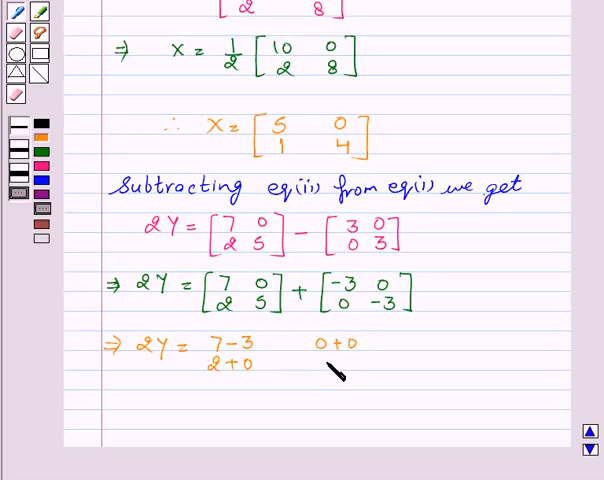 2 8
⇒ X = 1/2 [ 10 0
2 8 ]
∴ X = [ 5 0
1 4 ]
Subtracting eq(ii) from eq(i) we get
2Y = [ 7 0 ] - [ 3 0 ]
2 5 0 3
⇒ 2Y = [ 7 0 ] + [ -3 0 ]
2 5 0 -3
⇒ 2Y = 7-3 0+0
2+0